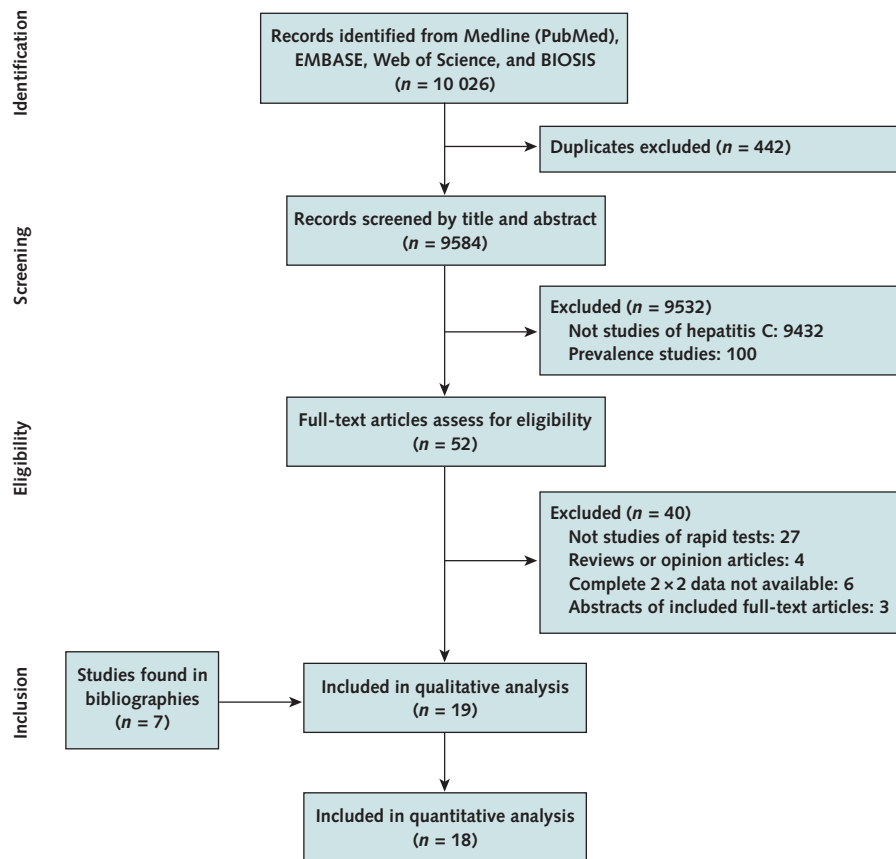 Identification
Records identified from Medline (PubMed),
EMBASE, Web of Science, and BIOSIS
(n = 10 026)
Duplicates excluded (n = 442)
Screening
Records screened by title and abstract
(n = 9584)
Excluded (n = 9532)
Not studies of hepatitis C: 9432
Prevalence studies: 100
Eligibility
Full-text articles assess for eligibility
(n = 52)
Excluded (n = 40)
Not studies of rapid tests: 27
Reviews or opinion articles: 4
Complete 2 × 2 data not available: 6
Abstracts of included full-text articles: 3
Inclusion
Studies found in
bibliographies
(n = 7)
Included in qualitative analysis
(n = 19)
Included in quantitative analysis
(n = 18)